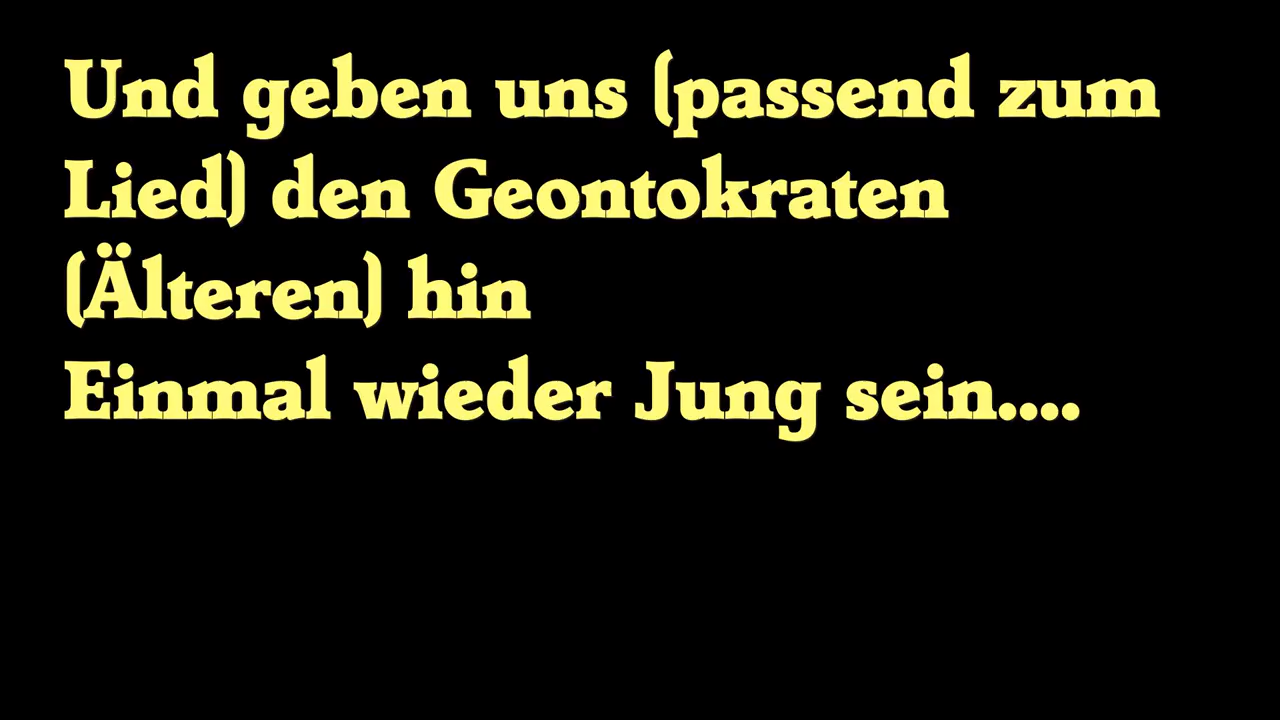 Und geben uns (passend zum
Lied) den Geontokraten
(Älteren) hin
Einmal wieder Jung sein....